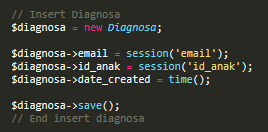 // Insert Diagnosa
$diagnosa = new Diagnosa;
$diagnosa->email = session('email');
$diagnosa->id_anak = session('id_anak');
$diagnosa->date_created = time();
$diagnosa->save();
// End insert diagnosa